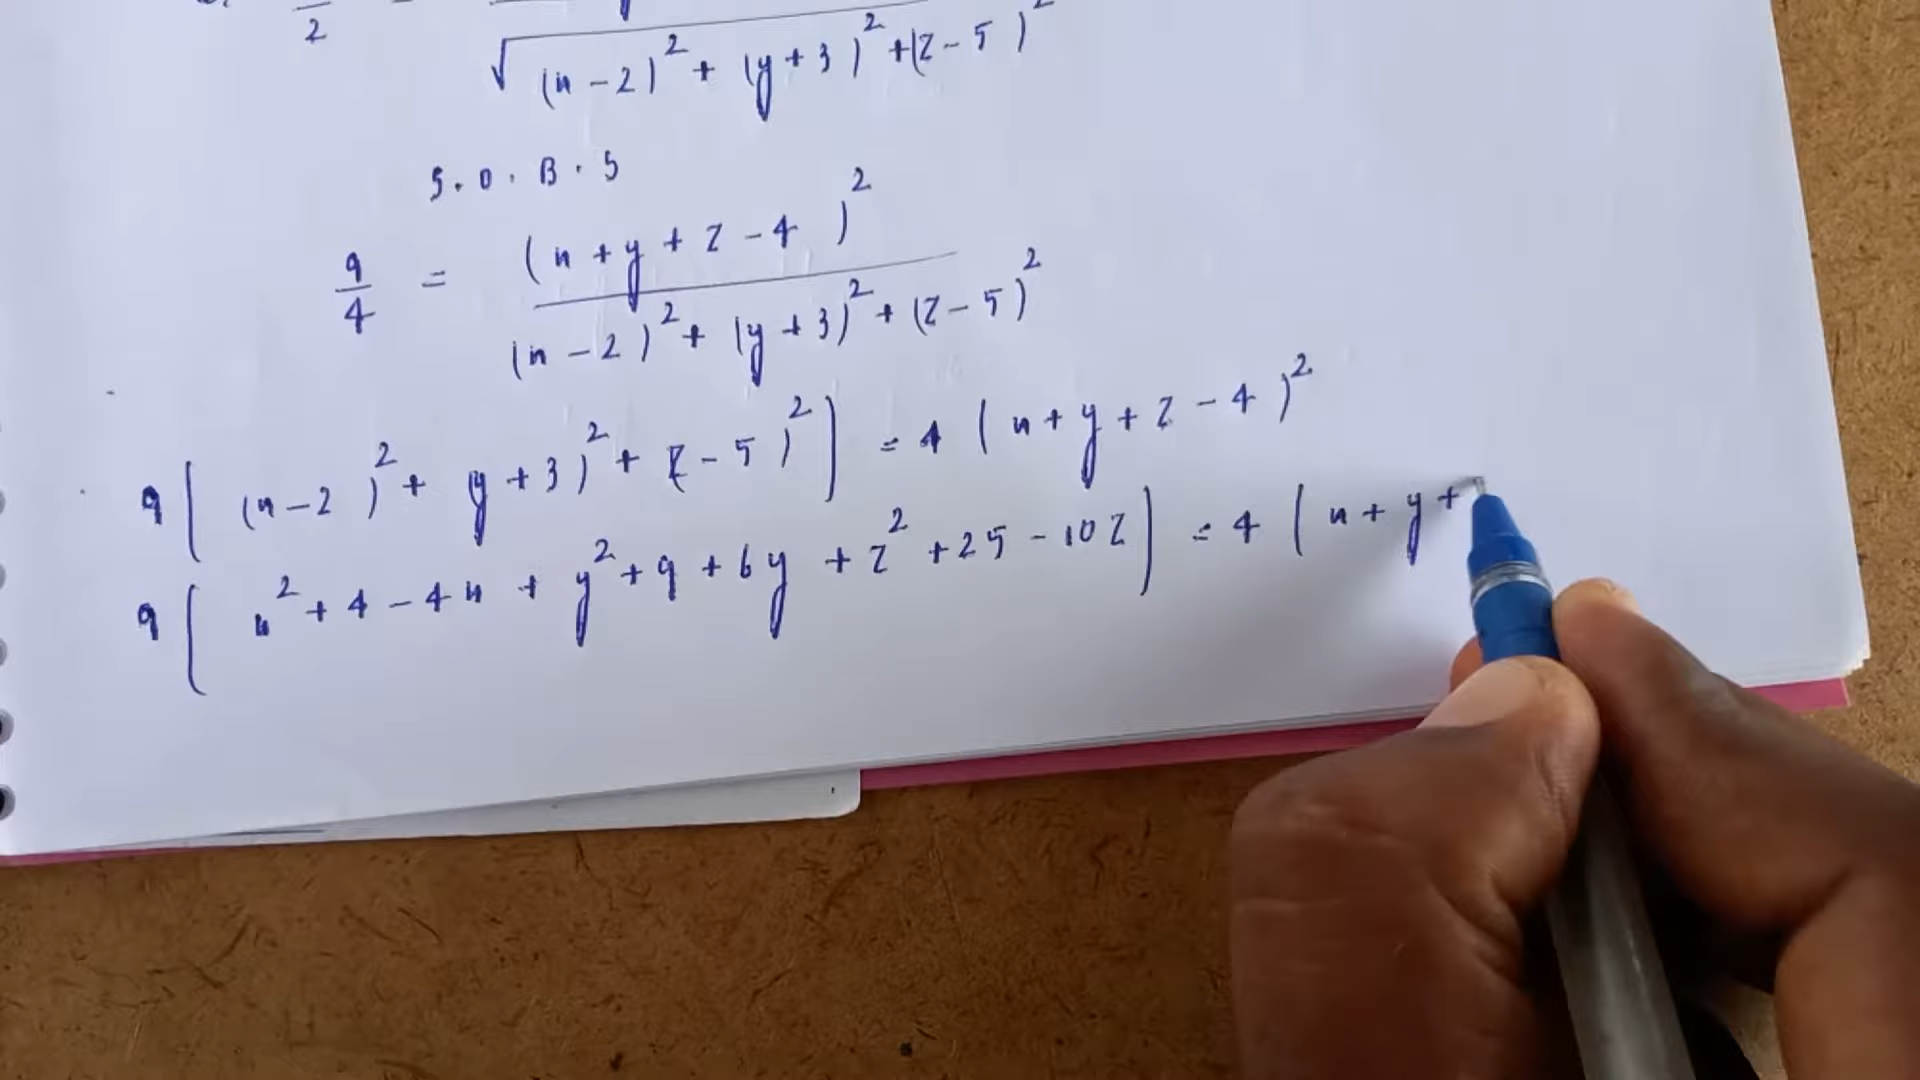 2
√(x - 2)² + (y + 3)² + (z - 5)²
S.O.B.S
9/4 = (x + y + z - 4)² / (x - 2)² + (y + 3)² + (z - 5)²
9[(x - 2)² + (y + 3)² + (z - 5)²] = 4(x + y + z - 4)²
9[x² + 4 - 4x + y² + 9 + 6y + z² + 25 - 10z] = 4(x + y +